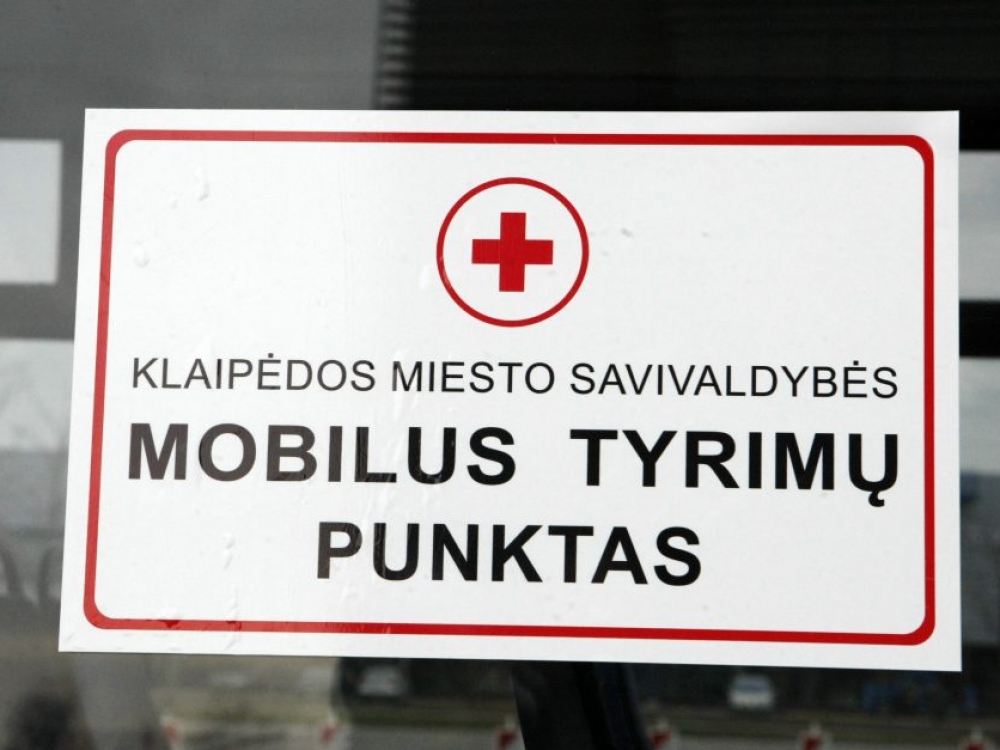 KLAIPĖDOS MIESTO SAVIVALDYBĖS
MOBILUS TYRIMŲ
PUNKTAS